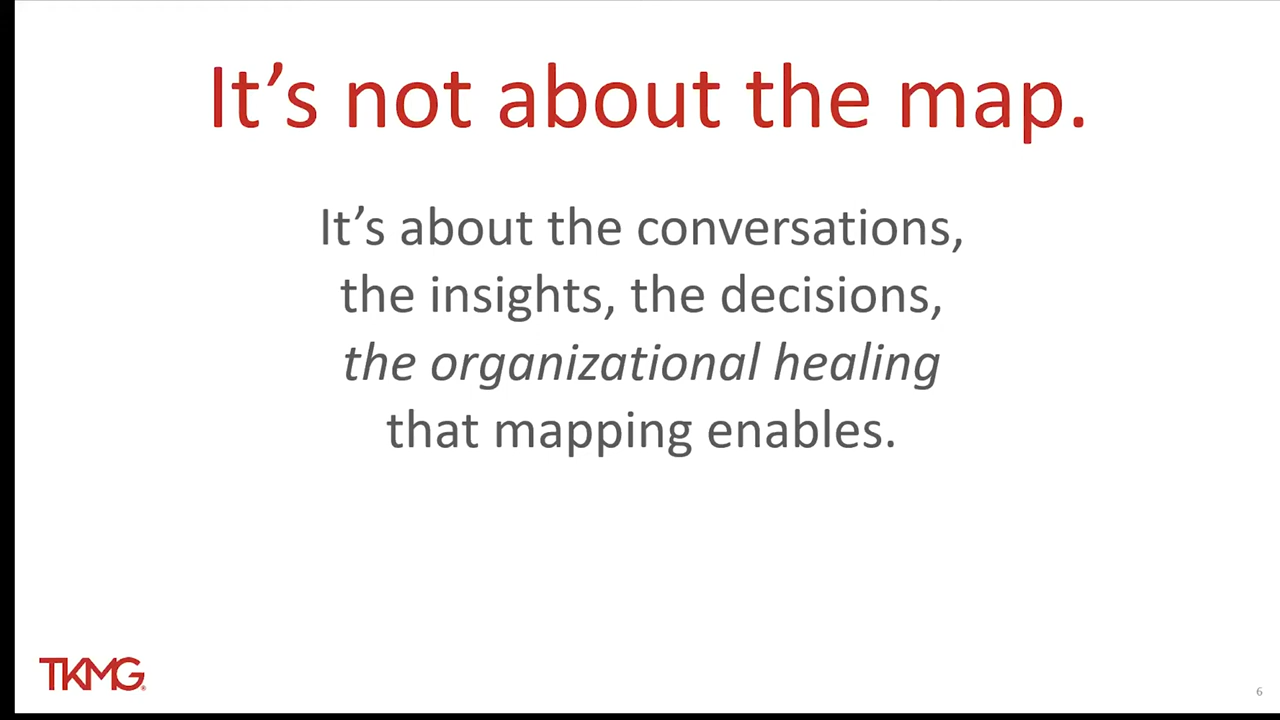 It’s not about the map.
It’s about the conversations,
the insights, the decisions,
the organizational healing
that mapping enables.
TKMG®
6